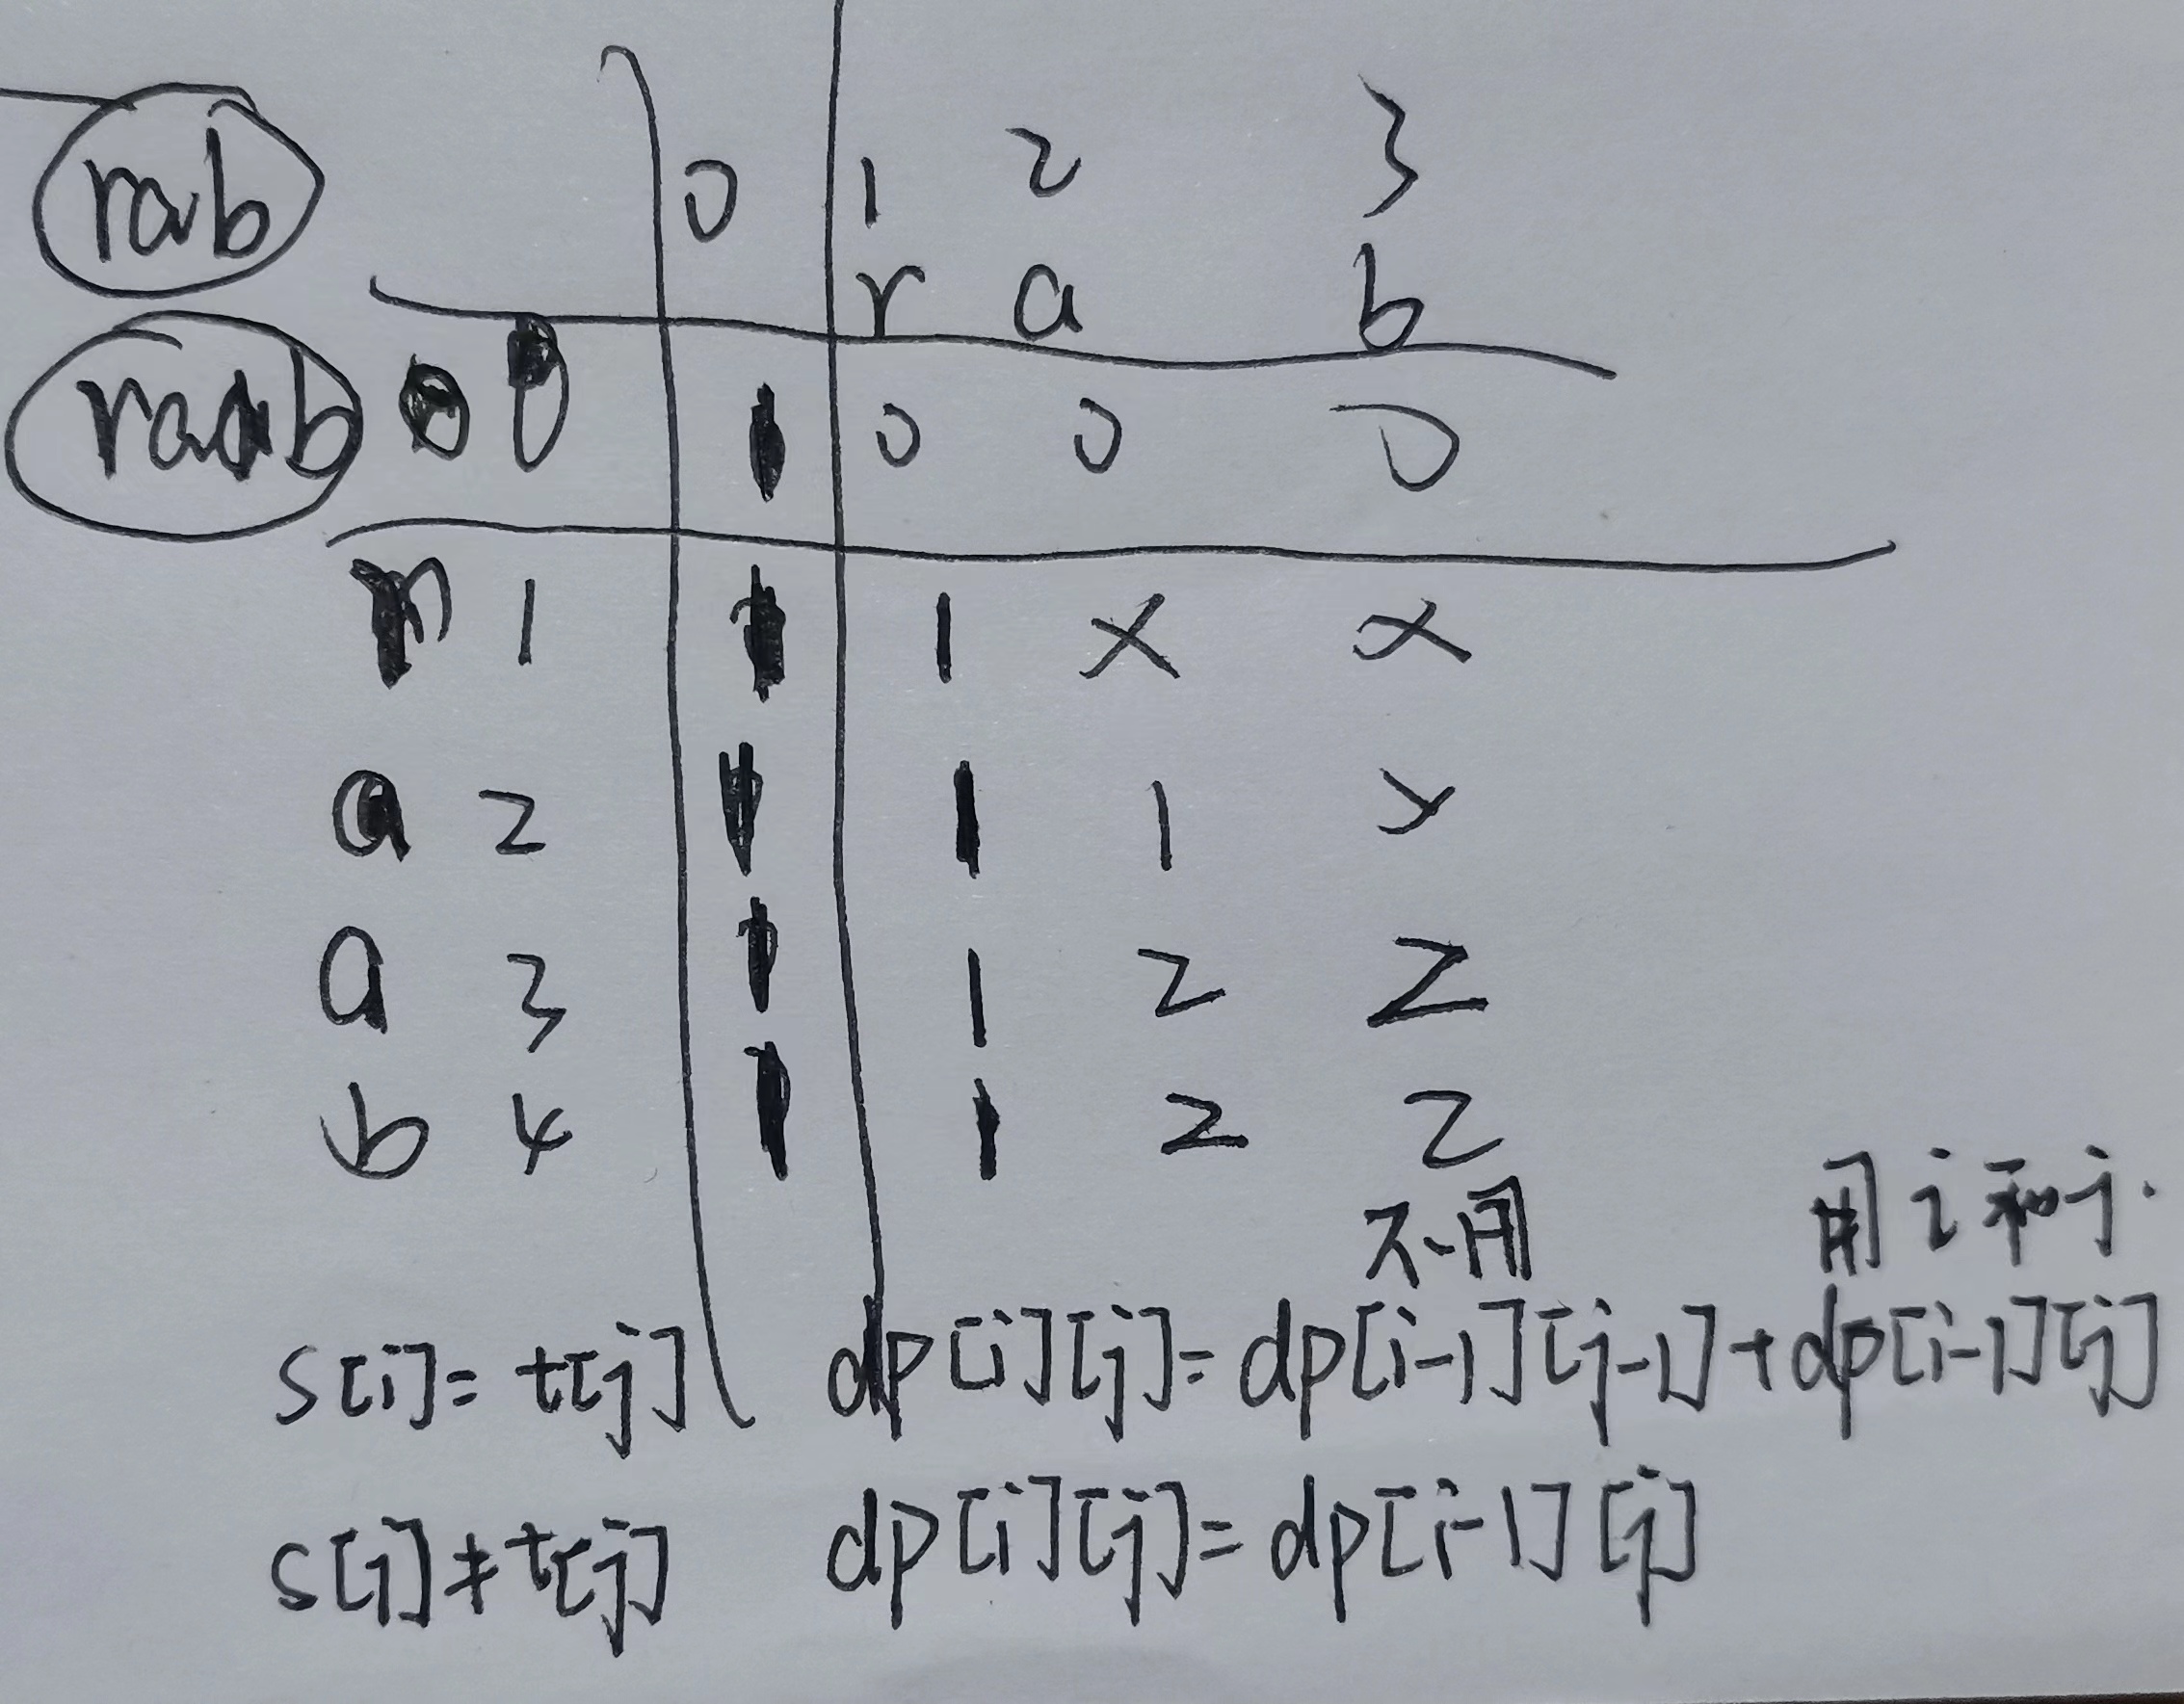 0 1 2 3
rab
r a b
raab 0 1 0 0 0
r 1 1 1 x x
a 2 1 1 1 x
a 3 1 1 2 2
b 4 1 1 2 2
不用 用i和j.
s[i]=t[j] dp[i][j]=dp[i-1][j-1]+dp[i-1][j]
s[i]≠t[j] dp[i][j]=dp[i-1][j]